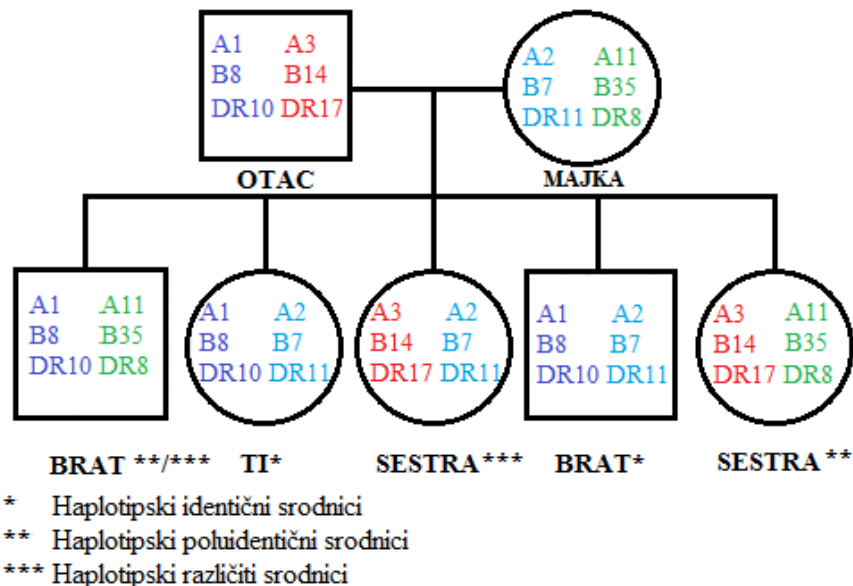 A1 A3
B8 B14
DR10 DR17
OTAC
A2 A11
B7 B35
DR11 DR8
MAJKA
A1 A11
B8 B35
DR10 DR8
BRAT **/***
A1 A2
B8 B7
DR10 DR11
TI*
A3 A2
B14 B7
DR17 DR11
SESTRA***
A1 A2
B8 B7
DR10 DR11
BRAT*
A3 A11
B14 B35
DR17 DR8
SESTRA**
* Haplotipski identični srodnici
** Haplotipski poluidentični srodnici
*** Haplotipski različiti srodnici